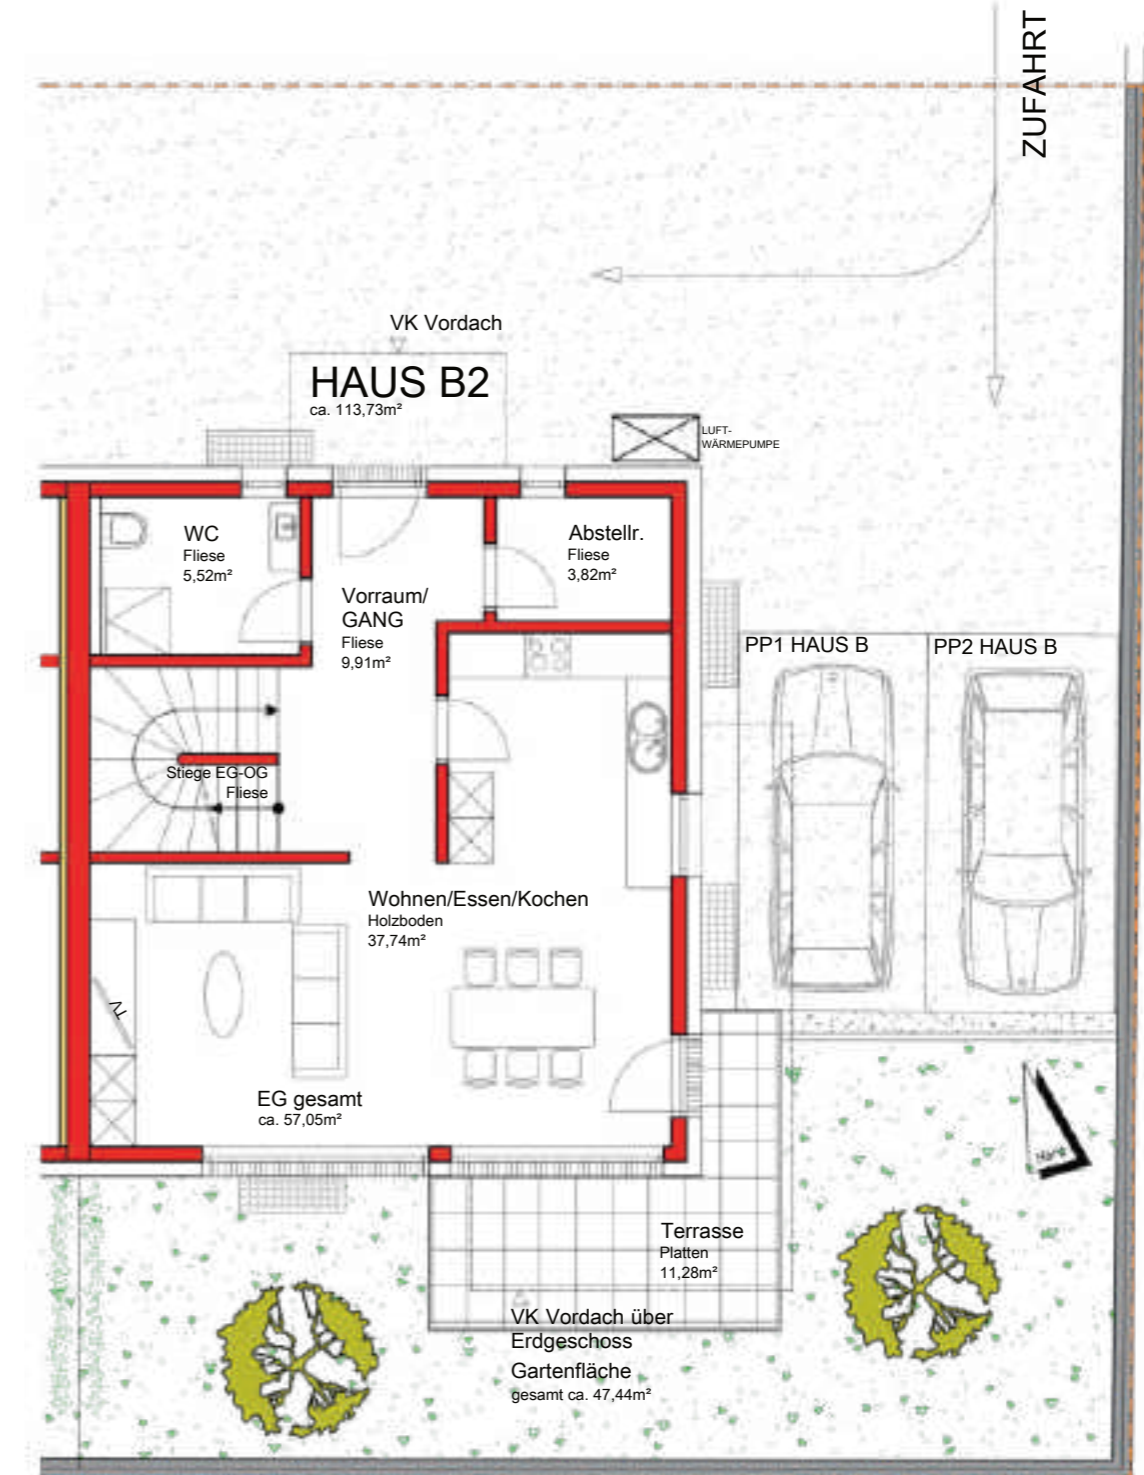 ZUFAHRT
VK Vordach
HAUS B2
ca. 113,73m²
LUFT-
WÄRMEPUMPE
WC
Fliese
5,52m²
Abstellr.
Fliese
3,82m²
Vorraum/
GANG
Fliese
9,91m²
PP1 HAUS B
PP2 HAUS B
Stiege EG-OG
Fliese
Wohnen/Essen/Kochen
Holzboden
37,74m²
TV
EG gesamt
ca. 57,05m²
Nord
Terrasse
Platten
11,28m²
VK Vordach über
Erdgeschoss
Gartenfläche
gesamt ca. 47,44m²